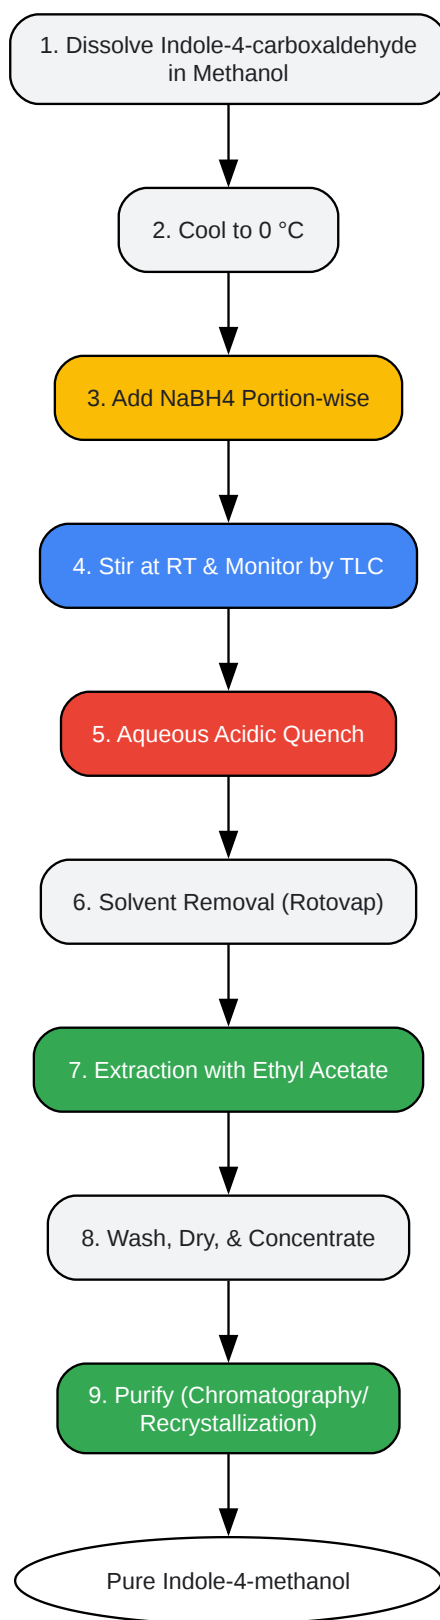 1. Dissolve Indole-4-carboxaldehyde
in Methanol
2. Cool to 0 °C
3. Add NaBH4 Portion-wise
4. Stir at RT & Monitor by TLC
5. Aqueous Acidic Quench
6. Solvent Removal (Rotovap)
7. Extraction with Ethyl Acetate
8. Wash, Dry, & Concentrate
9. Purify (Chromatography/
Recrystallization)
Pure Indole-4-methanol